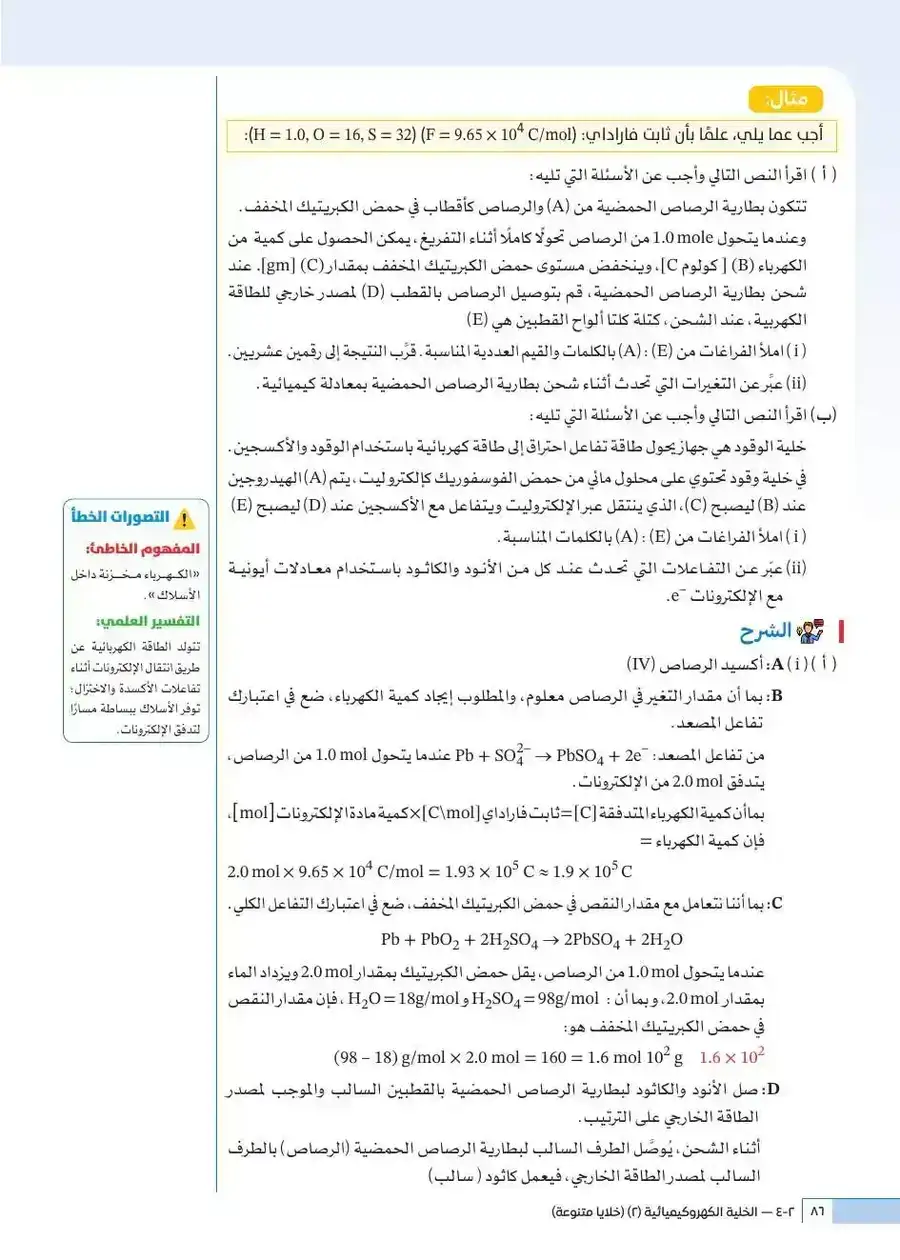 مثال:
أجب عما يلي، علمًا بأن ثابت فاراداي: (F = 9.65 × 10⁴ C/mol) (H = 1.0, O = 16, S = 32):
( أ ) اقرأ النص التالي وأجب عن الأسئلة التي تليه:
تتكون بطارية الرصاص الحمضية من (A) والرصاص كأقطاب في حمض الكبريتيك المخفف.
وعندما يتحول 1.0 mole من الرصاص تحولًا كاملًا أثناء التفريغ، يمكن الحصول على كمية من
الكهرباء (B) [كولوم C]، وينخفض مستوى حمض الكبريتيك المخفف بمقدار (C) [gm]. عند
شحن بطارية الرصاص الحمضية، قم بتوصيل الرصاص بالقطب (D) لمصدر خارجي للطاقة
الكهربية، عند الشحن، كتلة كلتا ألواح القطبين هي (E)
( i ) املأ الفراغات من (E) : (A) بالكلمات والقيم العددية المناسبة. قرِّب النتيجة إلى رقمين عشريين.
(ii) عبِّر عن التغيرات التي تحدث أثناء شحن بطارية الرصاص الحمضية بمعادلة كيميائية.
(ب) اقرأ النص التالي وأجب عن الأسئلة التي تليه:
خلية الوقود هي جهاز يحول طاقة تفاعل احتراق إلى طاقة كهربائية باستخدام الوقود والأكسجين.
في خلية وقود تحتوي على محلول مائي من حمض الفوسفوريك كإلكتروليت، يتم (A) الهيدروجين
عند (B) ليصبح (C)، الذي ينتقل عبر الإلكتروليت ويتفاعل مع الأكسجين عند (D) ليصبح (E)
( i ) املأ الفراغات من (E) : (A) بالكلمات المناسبة.
(ii) عبّر عن التفاعلات التي تحدث عند كل من الأنود والكاثود باستخدام معادلات أيونية
مع الإلكترونات e⁻.
الشرح
( أ ) ( i ) A: أكسيد الرصاص (IV)
B: بما أن مقدار التغير في الرصاص معلوم، والمطلوب إيجاد كمية الكهرباء، ضع في اعتبارك
تفاعل المصعد.
من تفاعل المصعد: Pb + SO₄²⁻ → PbSO₄ + 2e⁻ عندما يتحول 1.0 mol من الرصاص،
يتدفق 2.0 mol من الإلكترونات.
بما أن كمية الكهرباء المتدفقة [C] = ثابت فاراداي [C\mol] × كمية مادة الإلكترونات [mol]،
فإن كمية الكهرباء =
2.0 mol × 9.65 × 10⁴ C/mol = 1.93 × 10⁵ C ≈ 1.9 × 10⁵ C
C: بما أننا نتعامل مع مقدار النقص في حمض الكبريتيك المخفف، ضع في اعتبارك التفاعل الكلي.
Pb + PbO₂ + 2H₂SO₄ → 2PbSO₄ + 2H₂O
عندما يتحول 1.0 mol من الرصاص، يقل حمض الكبريتيك بمقدار 2.0 mol ويزداد الماء
بمقدار 2.0 mol، وبما أن : H₂SO₄ = 98g/mol و H₂O = 18g/mol، فإن مقدار النقص
في حمض الكبريتيك المخفف هو:
(98 – 18) g/mol × 2.0 mol = 160 = 1.6 mol 10² g 1.6 × 10²
D: صل الأنود والكاثود لبطارية الرصاص الحمضية بالقطبين السالب والموجب لمصدر
الطاقة الخارجي على الترتيب.
أثناء الشحن، يُوصَّل الطرف السالب لبطارية الرصاص الحمضية (الرصاص) بالطرف
السالب لمصدر الطاقة الخارجي، فيعمل كاثود (سالب)
التصورات الخطأ
المفهوم الخاطئ:
«الكهرباء مخزنة داخل
الأسلاك».
التفسير العلمي:
تتولد الطاقة الكهربائية عن
طريق انتقال الإلكترونات أثناء
تفاعلات الأكسدة والاختزال؛
توفر الأسلاك ببساطة مسارًا
لتدفق الإلكترونات.
٨٦ ٢-٤ — الخلية الكهروكيميائية (٢) (خلايا متنوعة)